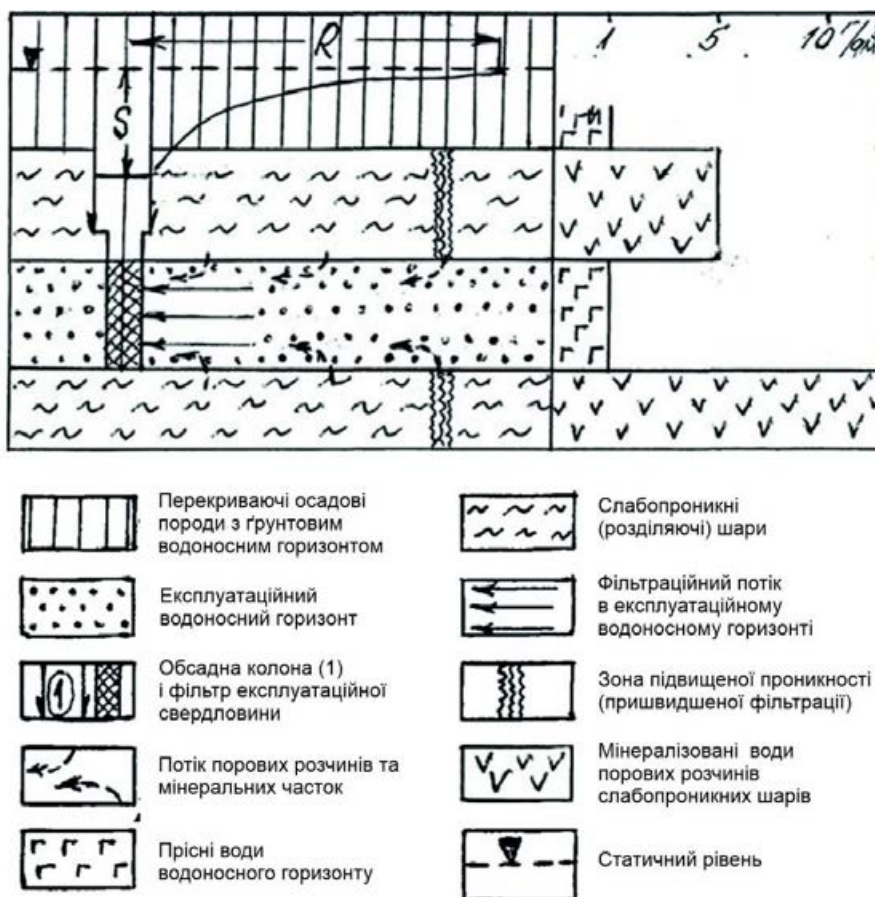 R
1 5 10 г/дм
S
Перекриваючі осадові
породи з ґрунтовим
водоносним горизонтом
Слабопроникні
(розділяючі) шари
Експлуатаційний
водоносний горизонт
Фільтраційний потік
в експлуатаційному
водоносному горизонті
1
Обсадна колона (1)
і фільтр експлуатаційної
свердловини
Зона підвищеної проникності
(пришвидшеної фільтрації)
Потік порових розчинів та
мінеральних часток
Мінералізовані води
порових розчинів
слабопроникних шарів
Прісні води
водоносного горизонту
Статичний рівень